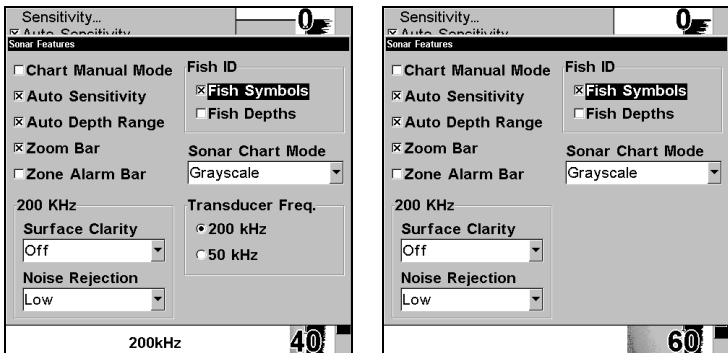 Sensitivity...
0
Auto Sensitivity
Sonar Features
Chart Manual Mode
Auto Sensitivity
Auto Depth Range
Zoom Bar
Zone Alarm Bar
Fish ID
Fish Symbols
Fish Depths
Sonar Chart Mode
Grayscale
200 KHz
Surface Clarity
Off
Noise Rejection
Low
Transducer Freq.
200 kHz
50 kHz
200kHz
40
Sensitivity...
0
Auto Sensitivity
Sonar Features
Chart Manual Mode
Auto Sensitivity
Auto Depth Range
Zoom Bar
Zone Alarm Bar
Fish ID
Fish Symbols
Fish Depths
Sonar Chart Mode
Grayscale
200 KHz
Surface Clarity
Off
Noise Rejection
Low
60